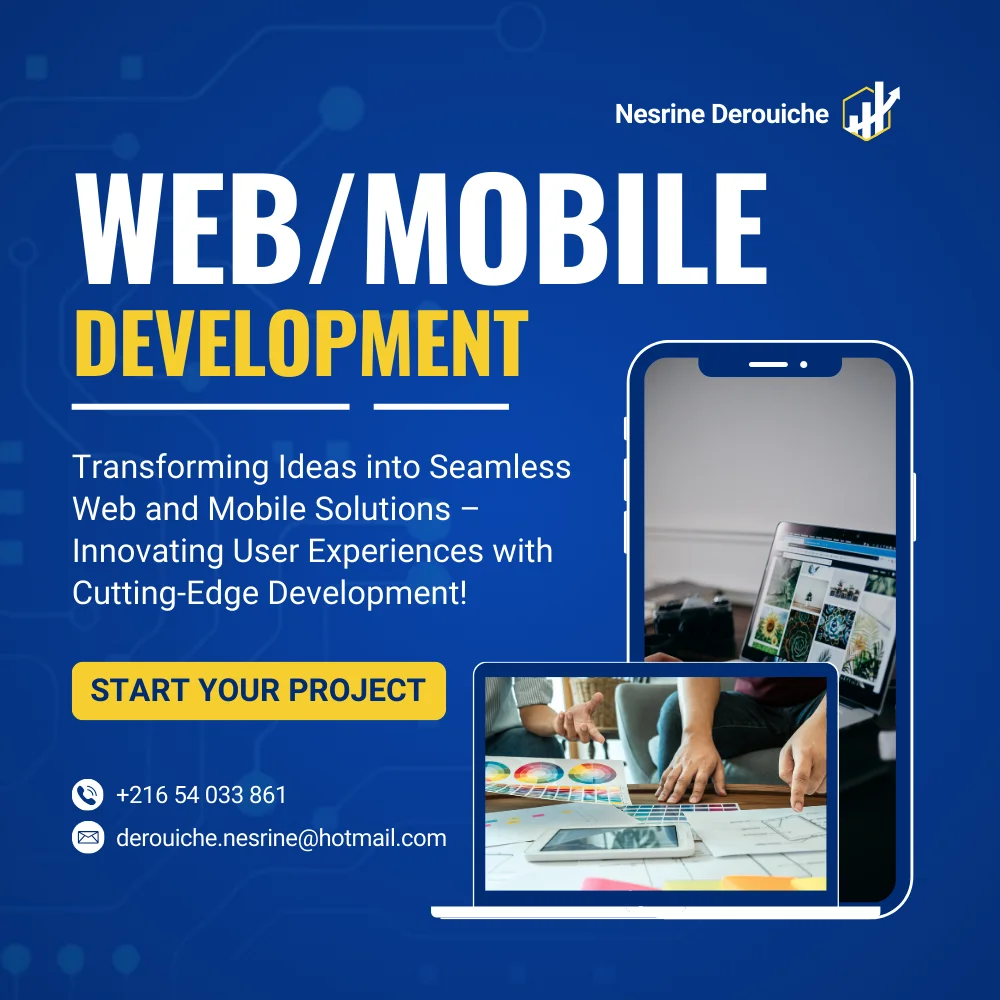 Nesrine Derouiche
WEB/MOBILE
DEVELOPMENT
Transforming Ideas into Seamless
Web and Mobile Solutions –
Innovating User Experiences with
Cutting-Edge Development!
START YOUR PROJECT
+216 54 033 861
derouiche.nesrine@hotmail.com